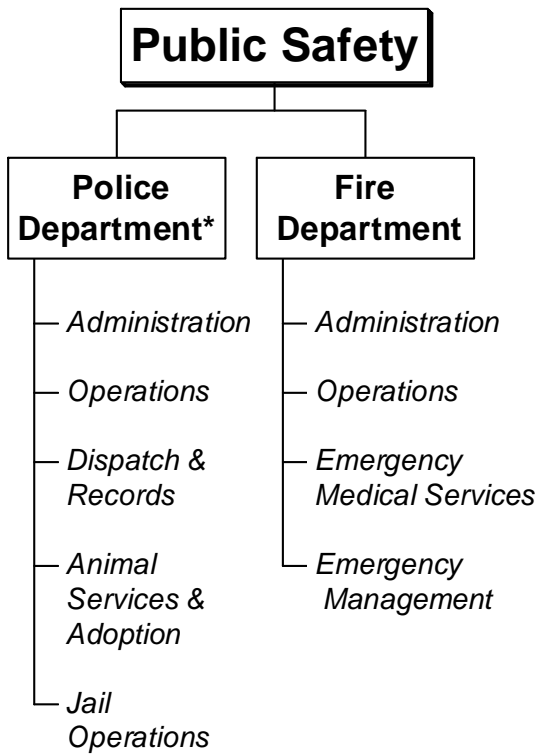 Public Safety
Police
Department*
Administration
Operations
Dispatch &
Records
Animal
Services &
Adoption
Jail
Operations
Fire
Department
Administration
Operations
Emergency
Medical Services
Emergency
Management